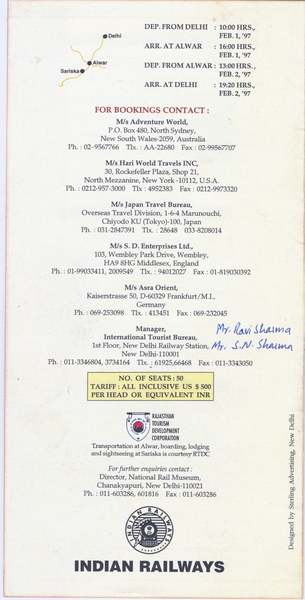 Delhi
Alwar
Sariska
DEP. FROM DELHI : 10:00 HRS., FEB. 1, '97
ARR. AT ALWAR : 16:00 HRS., FEB. 1, '97
DEP. FROM ALWAR : 13:00 HRS., FEB. 2, '97
ARR. AT DELHI : 19:20 HRS., FEB. 2, '97
FOR BOOKINGS CONTACT :
M/s Adventure World,
P.O. Box 480, North Sydney,
New South Wales-2059, Australia
Ph. : 02-9567766 Tlx. : AA-22680 Fax : 02-99567707
M/s Hari World Travels INC,
30, Rockefeller Plaza, Shop 21,
North Mezzanine, New York -10112, U.S.A.
Ph. : 0212-957-3000 Tlx : 4952383 Fax : 0212-9973320
M/s Japan Travel Bureau,
Overseas Travel Division, 1-6-4 Marunouchi,
Chiyodo KU (Tokyo)-100, Japan
Ph. : 031-2847391 Tlx. : 28648 033-8208014
M/s S. D. Enterprises Ltd.,
103, Wembley Park Drive, Wembley,
HA9 8HG Middlesex, England
Ph. : 01-99033411, 2009549 Tlx. : 94012027 Fax : 01-819030392
M/s Asra Orient,
Kaiserstrasse 50, D-60329 Frankfurt/M.I.,
Germany
Ph. : 069-253098 Tlx. : 413451 Fax : 069-232045
Manager,
International Tourist Bureau,
1st Floor, New Delhi Railway Station,
New Delhi-110001
Ph. : 011-3346804, 3734164 Tlx. : 61925,66468 Fax : 011-3343050
Mr. Ravi Sharma
Mr. S.N. Sharma
NO. OF SEATS : 50
TARIFF : ALL INCLUSIVE US $ 500
PER HEAD OR EQUIVALENT INR
RAJASTHAN
TOURISM
DEVELOPMENT
CORPORATION
Transportation at Alwar, boarding, lodging
and sightseeing at Sariska is courtesy RTDC
For further enquiries contact :
Director, National Rail Museum,
Chanakyapuri, New Delhi-110021
Ph. : 011-603286, 601816 Fax : 011-603286
INDIAN RAILWAYS
INDIAN RAILWAYS
Designed by Sterling Advertising, New Delhi